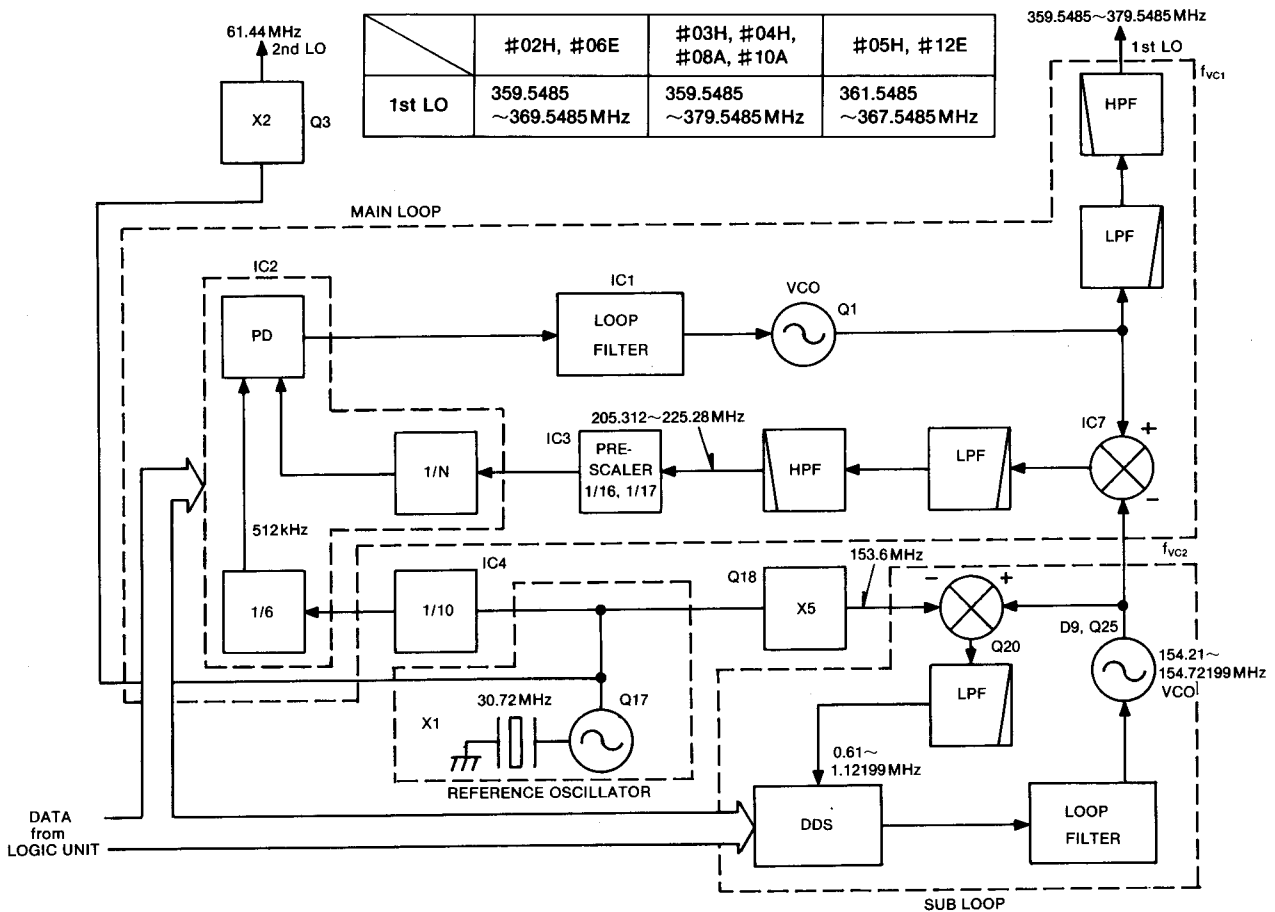 61.44 MHz
2nd LO
X2
Q3
#02H, #06E
#03H, #04H,
#08A, #10A
#05H, #12E
1st LO
359.5485
~369.5485MHz
359.5485
~379.5485MHz
361.5485
~367.5485MHz
359.5485~379.5485MHz
1st LO
fVC1
HPF
LPF
MAIN LOOP
IC2
PD
IC1
LOOP
FILTER
VCO
Q1
205.312~225.28MHz
IC3
PRE-
SCALER
1/16, 1/17
1/N
HPF
LPF
IC7
+
−
512kHz
1/6
IC4
1/10
Q18
X5
153.6MHz
fVC2
−
+
Q20
D9, Q25
154.21~
154.72199MHz
VCO
LPF
X1
30.72MHz
Q17
REFERENCE OSCILLATOR
0.61~
1.12199MHz
DATA
from
LOGIC UNIT
DDS
LOOP
FILTER
SUB LOOP